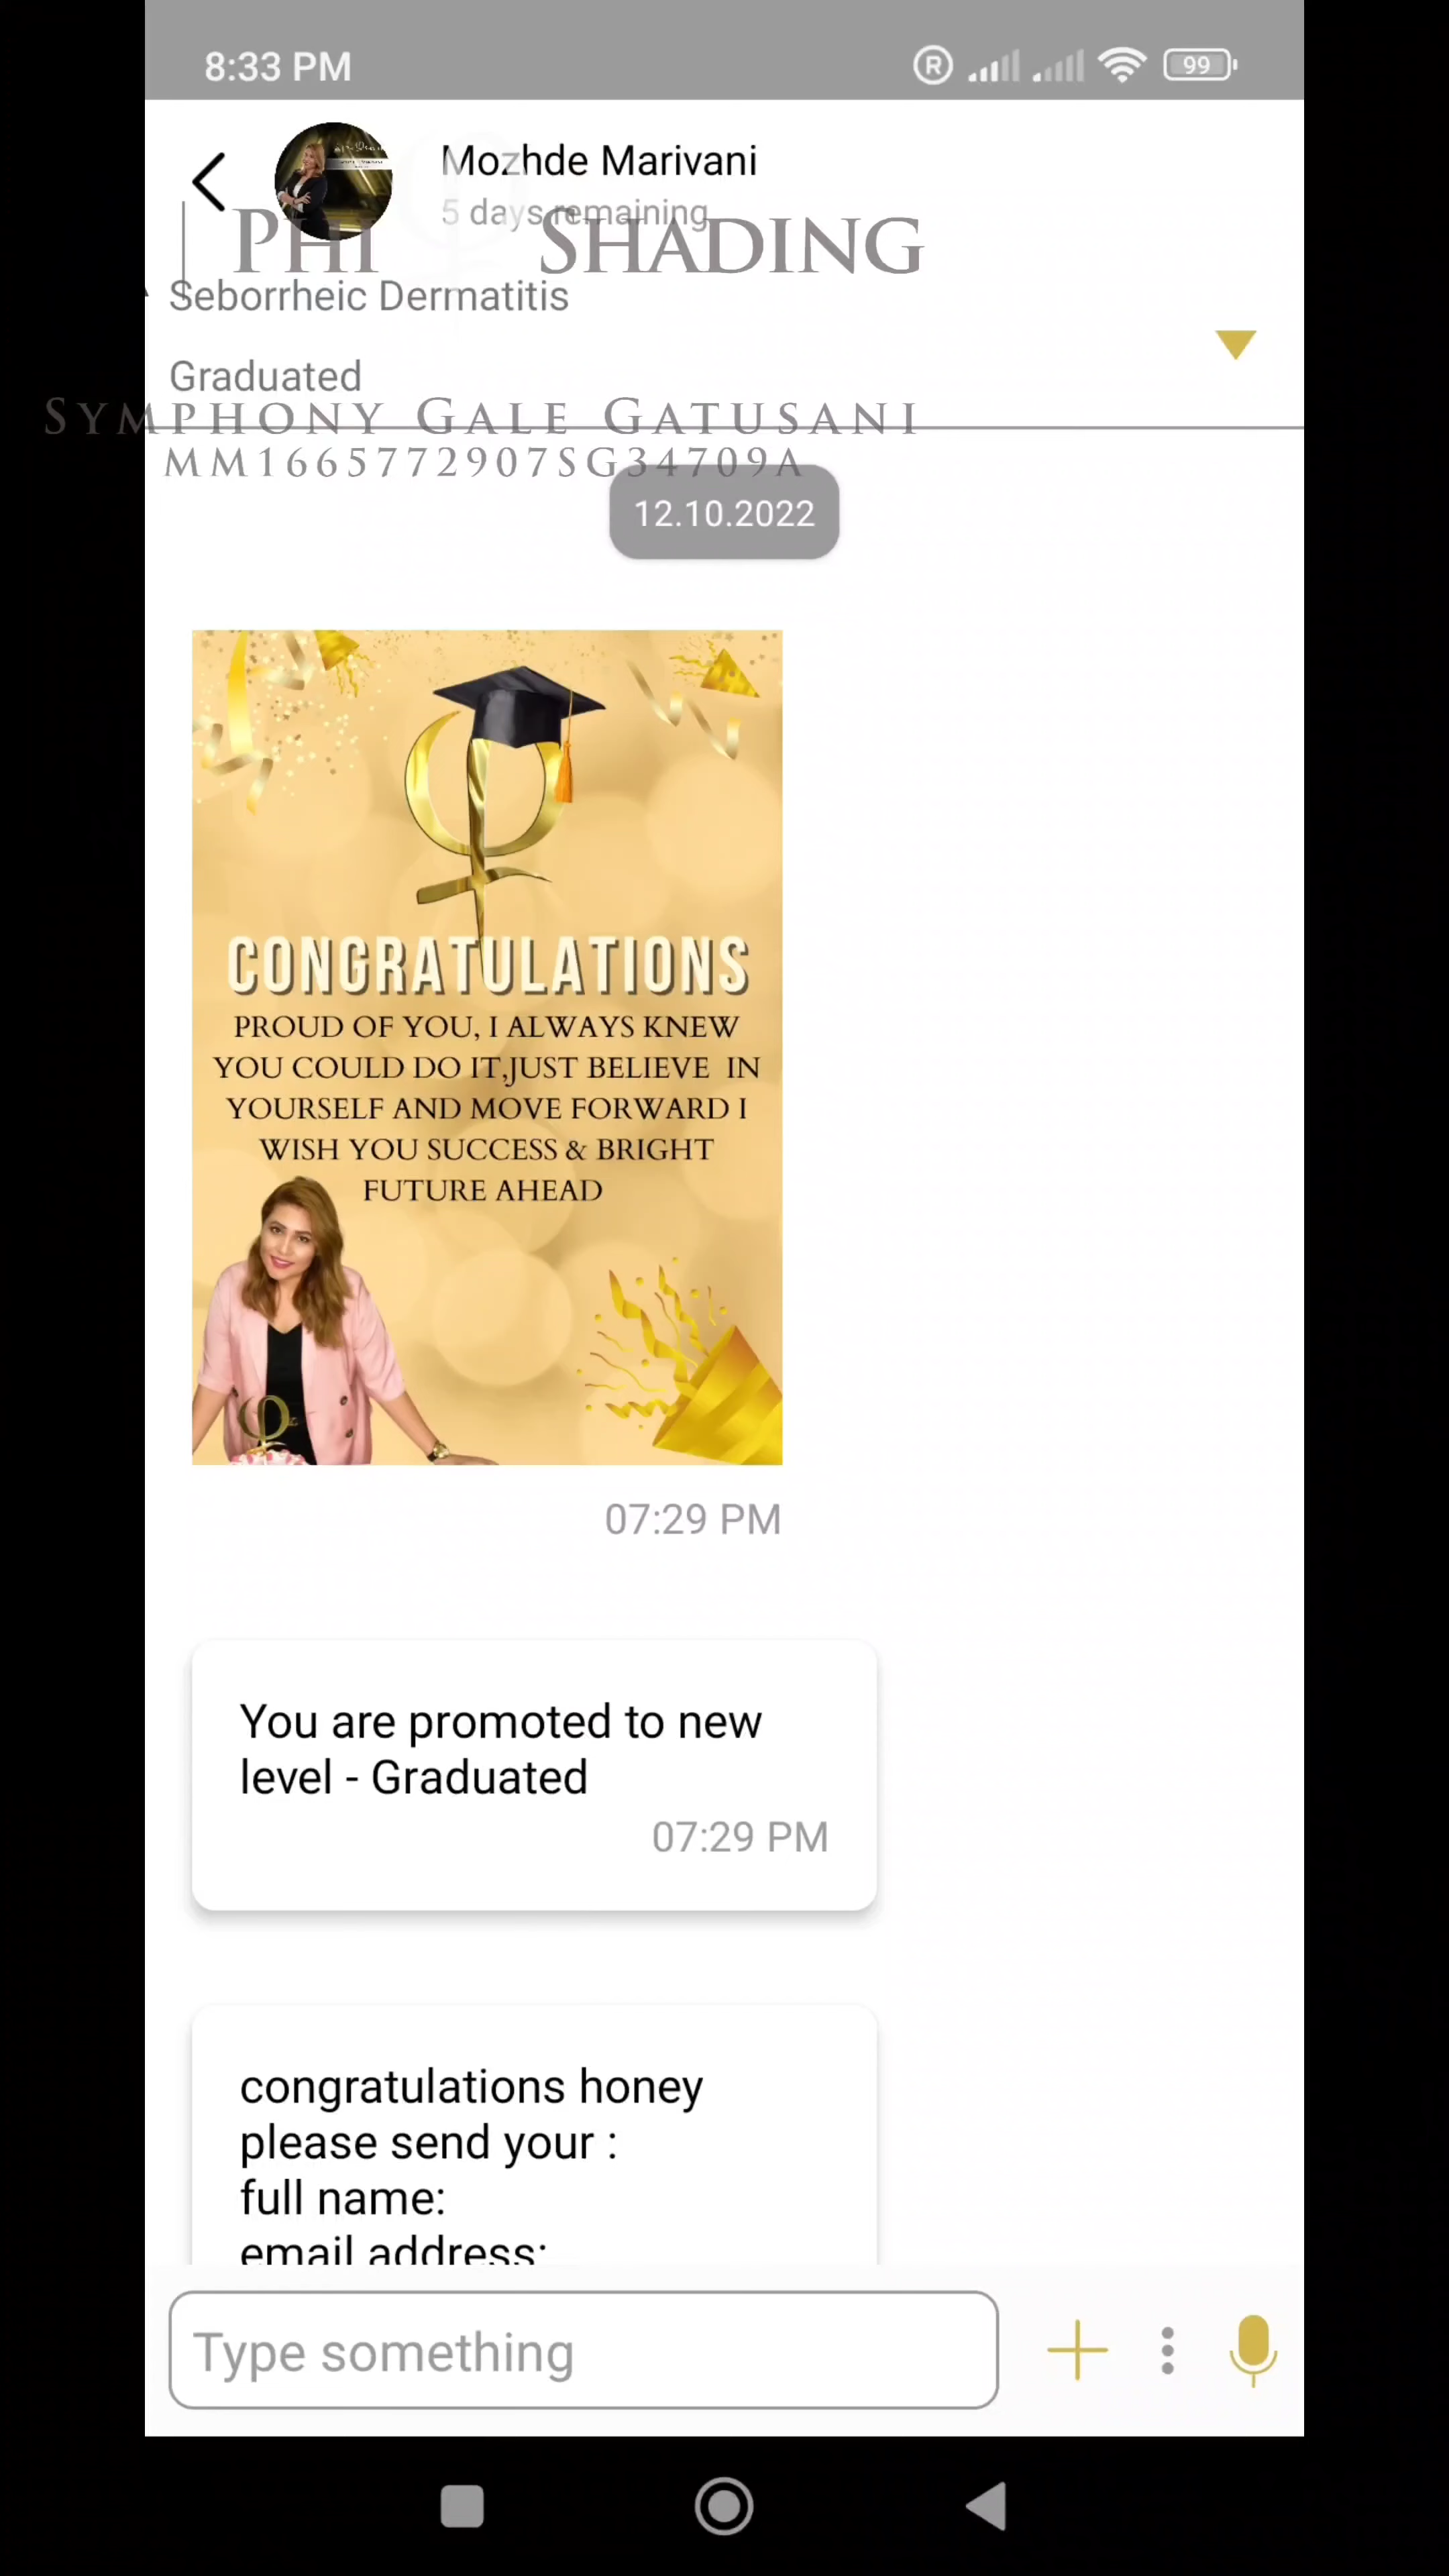 8:33 PM
R
99
Mozhde Marivani
5 days remaining
PHI SHADING
Seborrheic Dermatitis
Graduated
SYMPHONY GALE GATUSANI
MM1665772907SG34709A
12.10.2022
CONGRATULATIONS
PROUD OF YOU, I ALWAYS KNEW
YOU COULD DO IT,JUST BELIEVE IN
YOURSELF AND MOVE FORWARD I
WISH YOU SUCCESS & BRIGHT
FUTURE AHEAD
07:29 PM
You are promoted to new
level - Graduated
07:29 PM
congratulations honey
please send your :
full name:
email address:
Type something